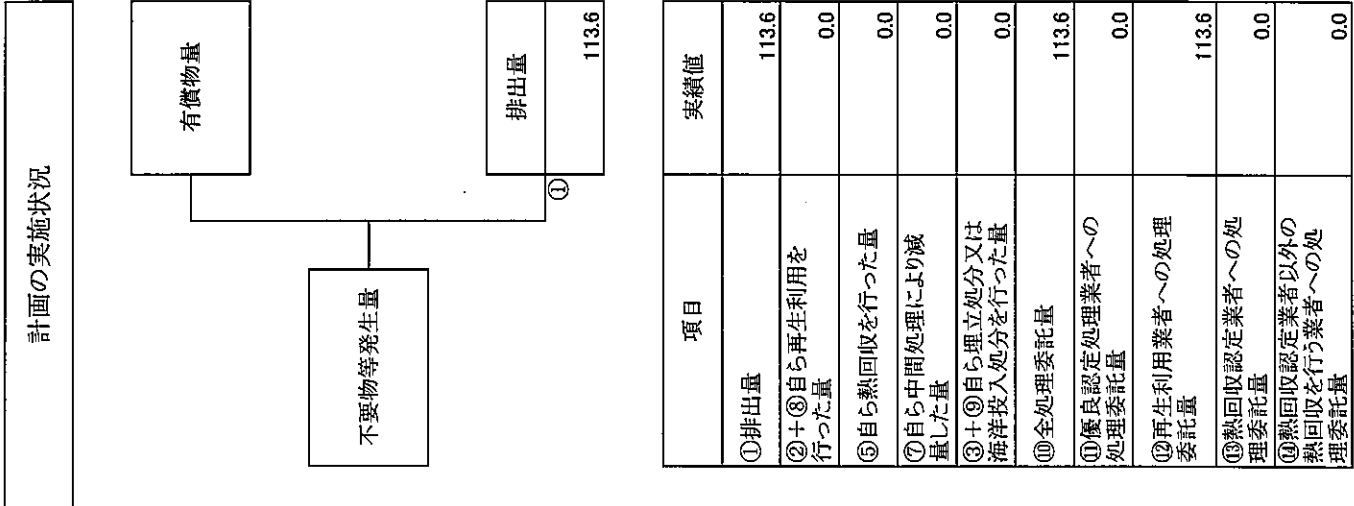 計画の実施状況
不要物等発生量
有償物量
①
排出量
113.6
項目
実績値
①排出量
113.6
②+⑧自ら再生利用を
行った量
0.0
⑤自ら熱回収を行った量
0.0
⑦自ら中間処理により減
量した量
0.0
③+⑨自ら埋立処分又は
海洋投入処分を行った量
0.0
⑩全処理委託量
113.6
⑪優良認定処理業者への
処理委託量
0.0
⑫再生利用業者への処理
委託量
113.6
⑬熱回収認定業者への処
理委託量
0.0
⑭熱回収認定業者以外の
熱回収を行う業者への処
理委託量
0.0